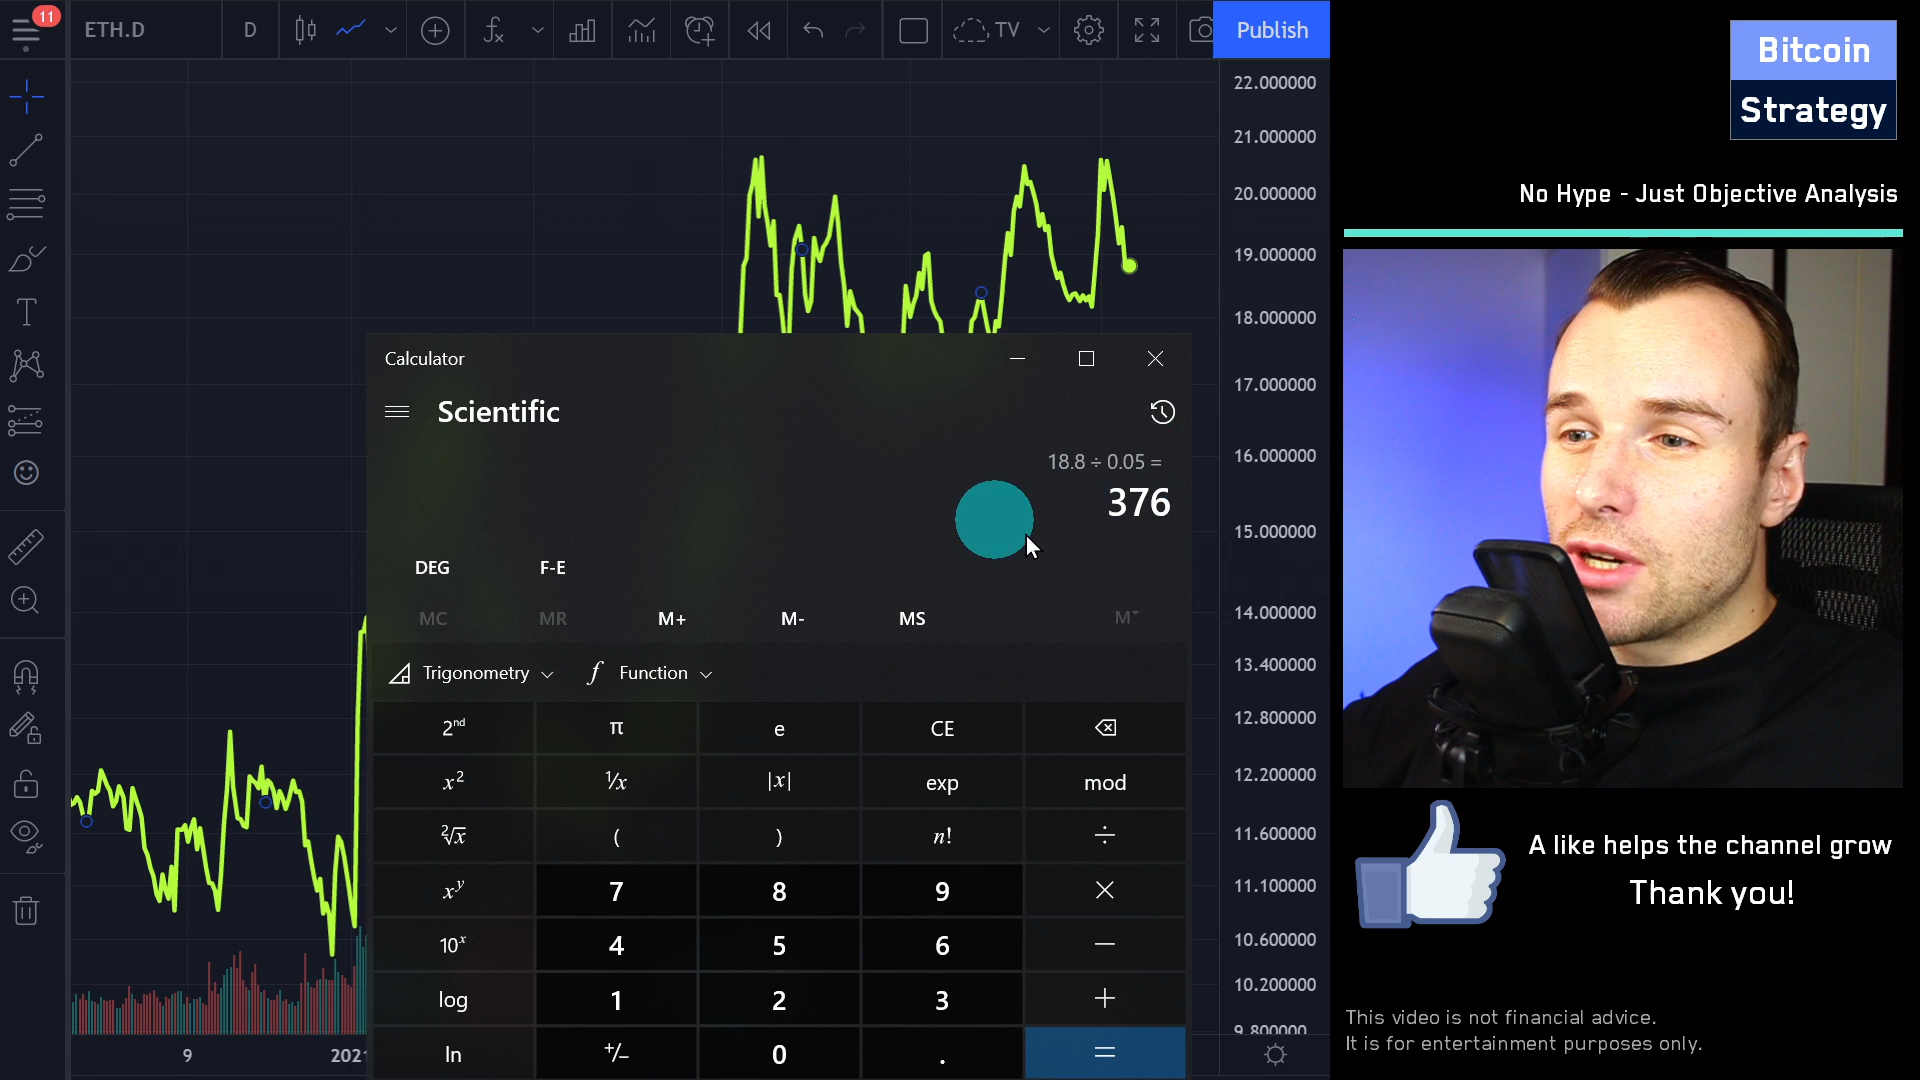 11
ETH.D
D
TV
Publish
22.000000
21.000000
20.000000
19.000000
18.000000
17.000000
16.000000
15.000000
14.000000
13.400000
12.800000
12.200000
11.600000
11.100000
10.600000
10.200000
9.800000
9
2021
Calculator
Scientific
18.8 ÷ 0.05 =
376
DEG F-E
MC MR M+ M- MS M˅
Trigonometry
f Function
2nd π e CE
x² ¹/x |x| exp mod
²√x ( ) n! ÷
xʸ 7 8 9 ×
10ˣ 4 5 6 −
log 1 2 3 +
ln +/− 0 . =
Bitcoin
Strategy
No Hype - Just Objective Analysis
A like helps the channel grow
Thank you!
This video is not financial advice.
It is for entertainment purposes only.